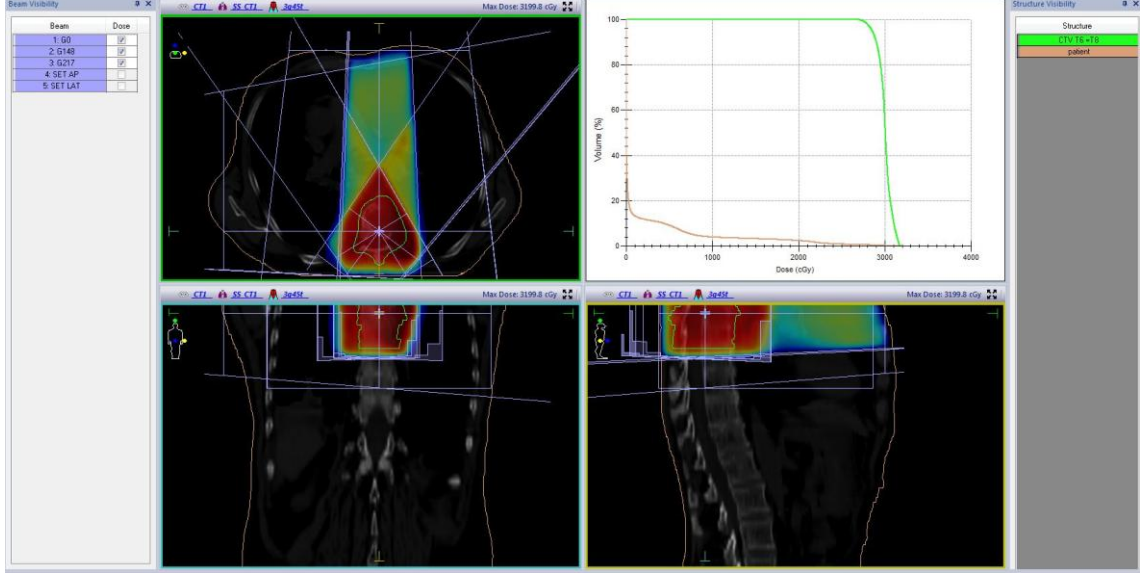 Beam Visibility
Beam Dose
1: G0
2: G148
3: G217
4: SET AP
5: SET LAT
CT1 SS CT1 3g45t Max Dose: 3199.8 cGy
100
80
60
40
20
0
Volume (%)
0 1000 2000 3000 4000
Dose (cGy)
Structure Visibility
Structure
CTV T6 =T8
patient
CT1 SS CT1 3g45t Max Dose: 3199.8 cGy
CT1 SS CT1 3g45t Max Dose: 3199.8 cGy